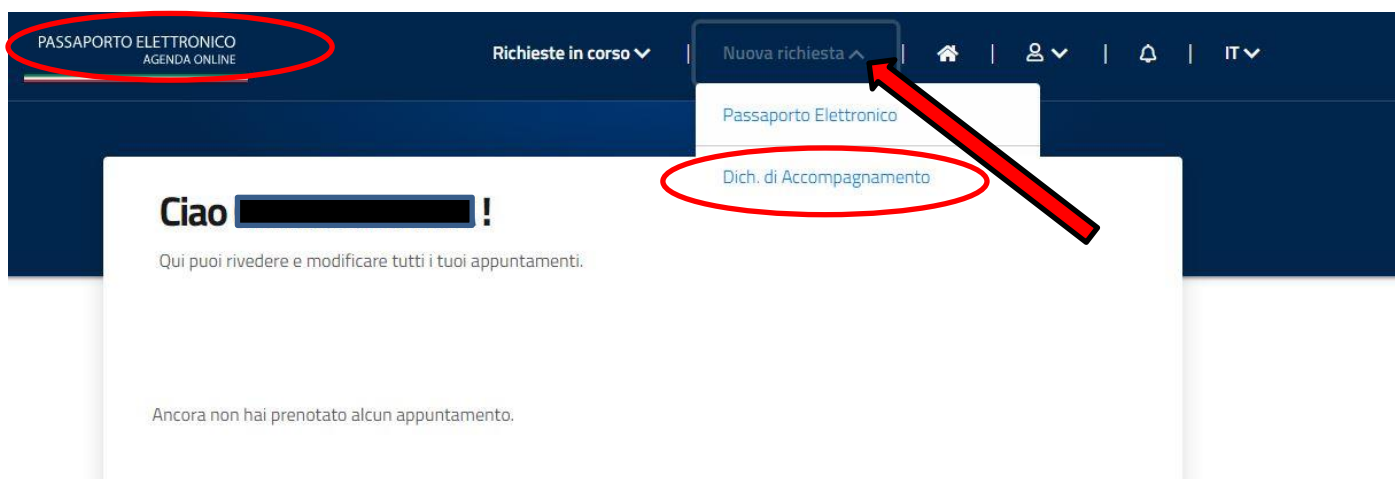 PASSAPORTO ELETTRONICO
AGENDA ONLINE
Richieste in corso | Nuova richiesta | | | | IT
Passaporto Elettronico
Dich. di Accompagnamento
Ciao !
Qui puoi rivedere e modificare tutti i tuoi appuntamenti.
Ancora non hai prenotato alcun appuntamento.